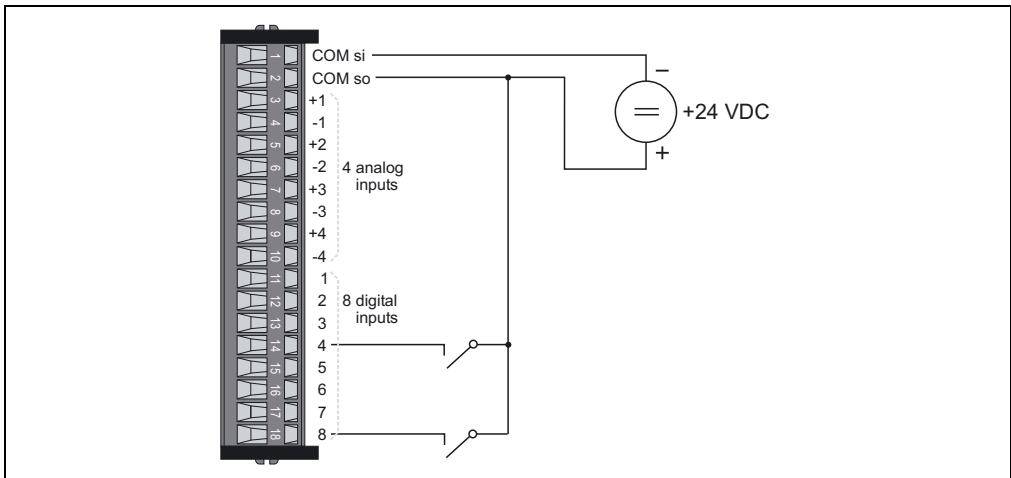 1 COM si
2 COM so
3 +1
4 -1
5 +2
6 -2
7 +3
8 -3
9 +4
10 -4
4 analog
inputs
11 1
12 2
13 3
14 4
15 5
16 6
17 7
18 8
8 digital
inputs
−
+24 VDC
+